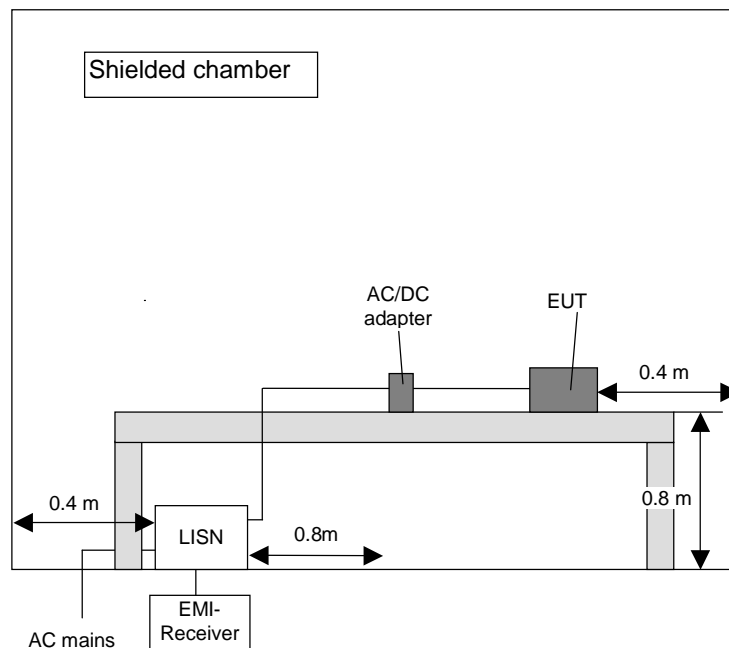 Shielded chamber
AC/DC
adapter
EUT
0.4 m
0.4 m
0.8 m
LISN
0.8m
EMI-
Receiver
AC mains